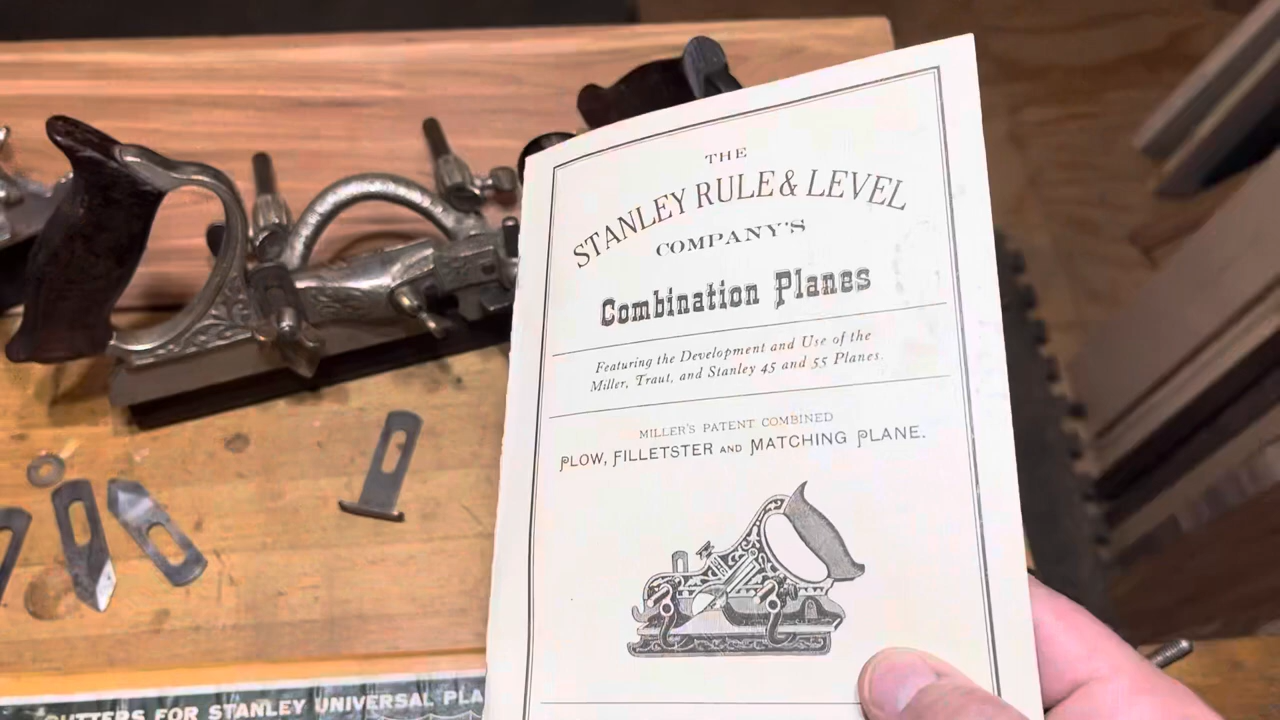 THE
STANLEY RULE & LEVEL
COMPANY'S
Combination Planes
Featuring the Development and Use of the
Miller, Traut, and Stanley 45 and 55 Planes.
MILLER'S PATENT COMBINED
PLOW, FILLETSTER AND MATCHING PLANE.
CUTTERS FOR STANLEY UNIVERSAL PLA